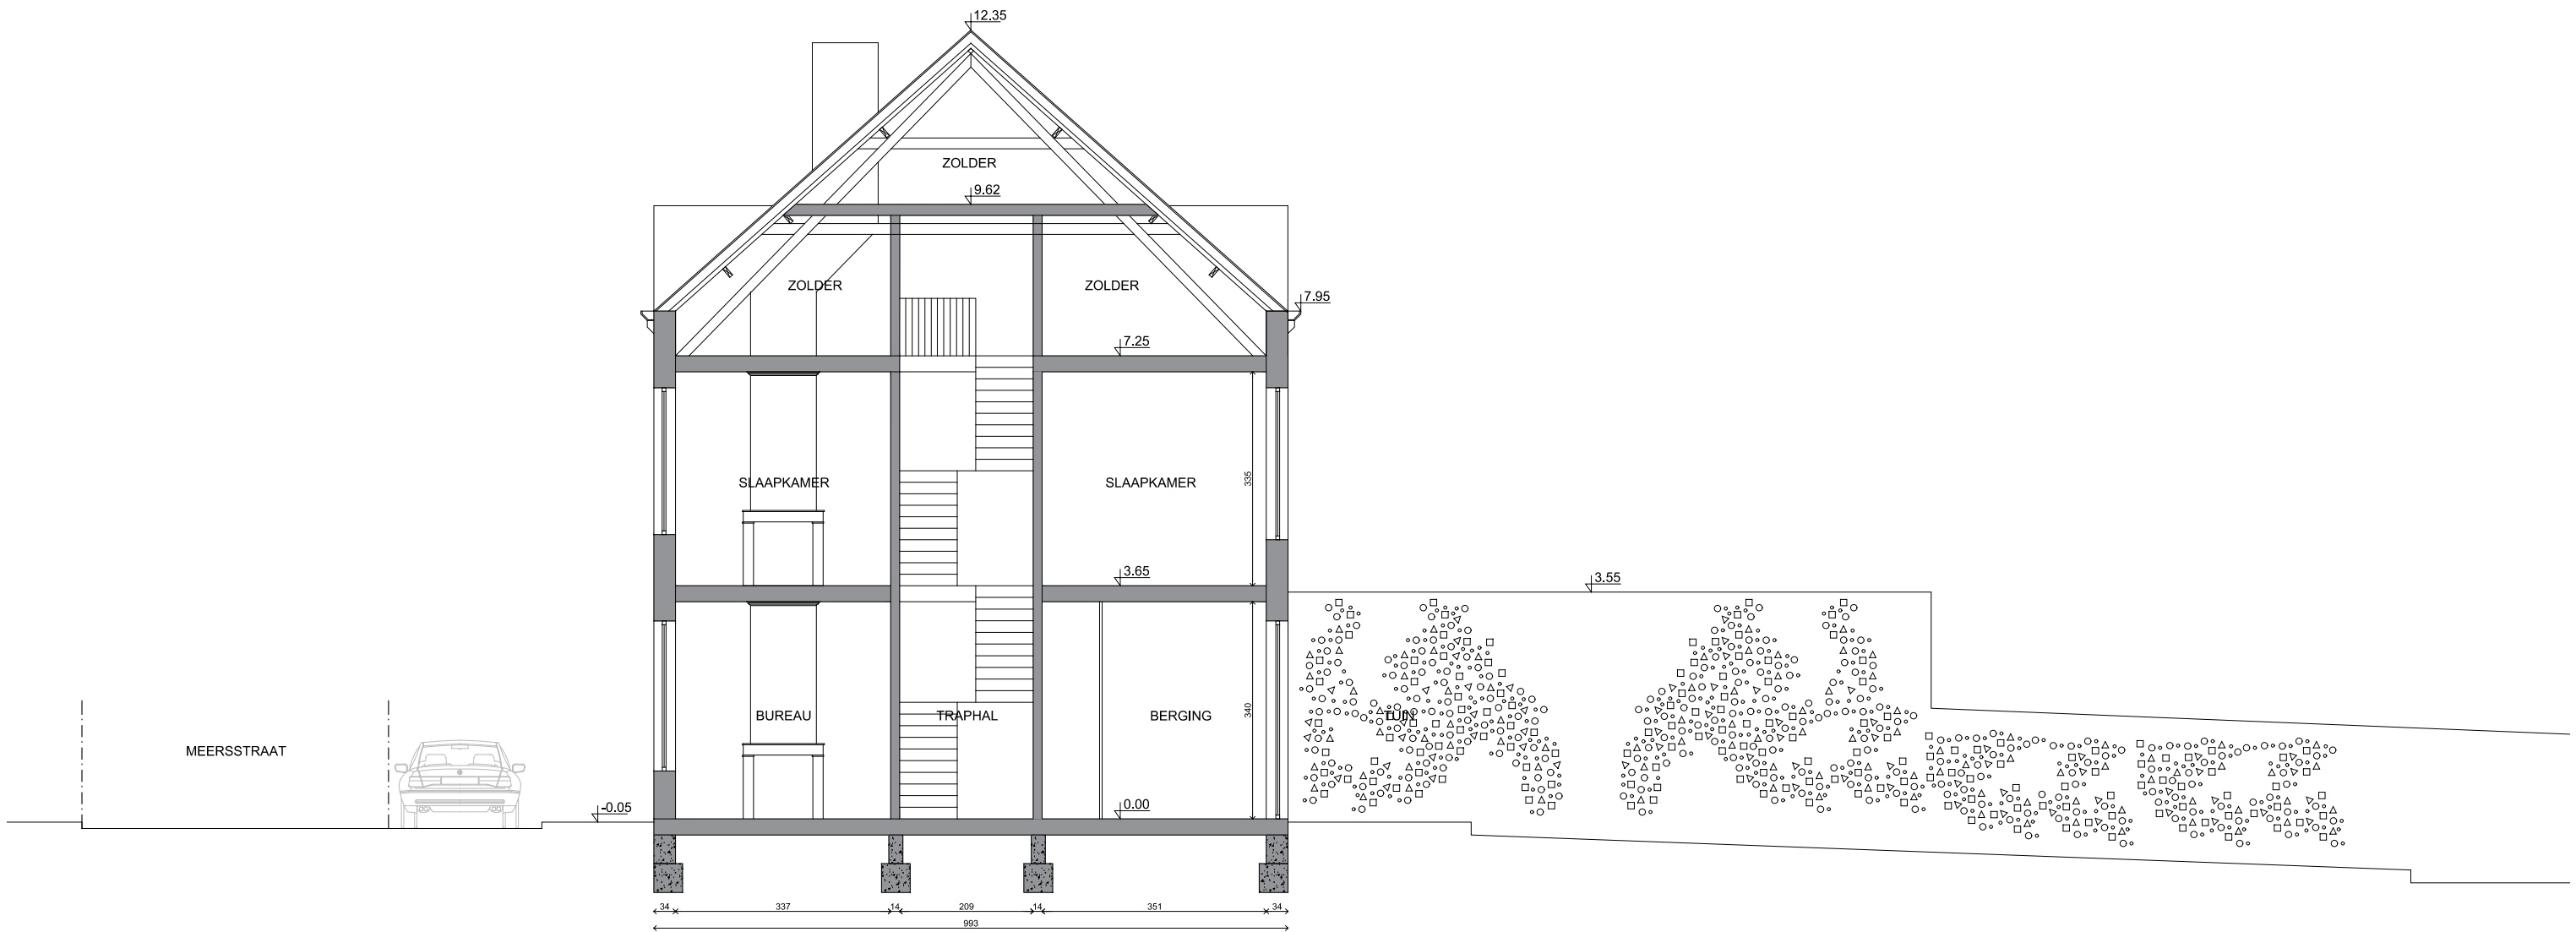 12.35
ZOLDER
9.62
ZOLDER
ZOLDER
7.95
7.25
SLAAPKAMER
SLAAPKAMER
335
3.65
3.55
BUREAU
TRAPHAL
BERGING
340
TUIN
MEERSSTRAAT
-0.05
0.00
34 337 14 209 14 351 34
993